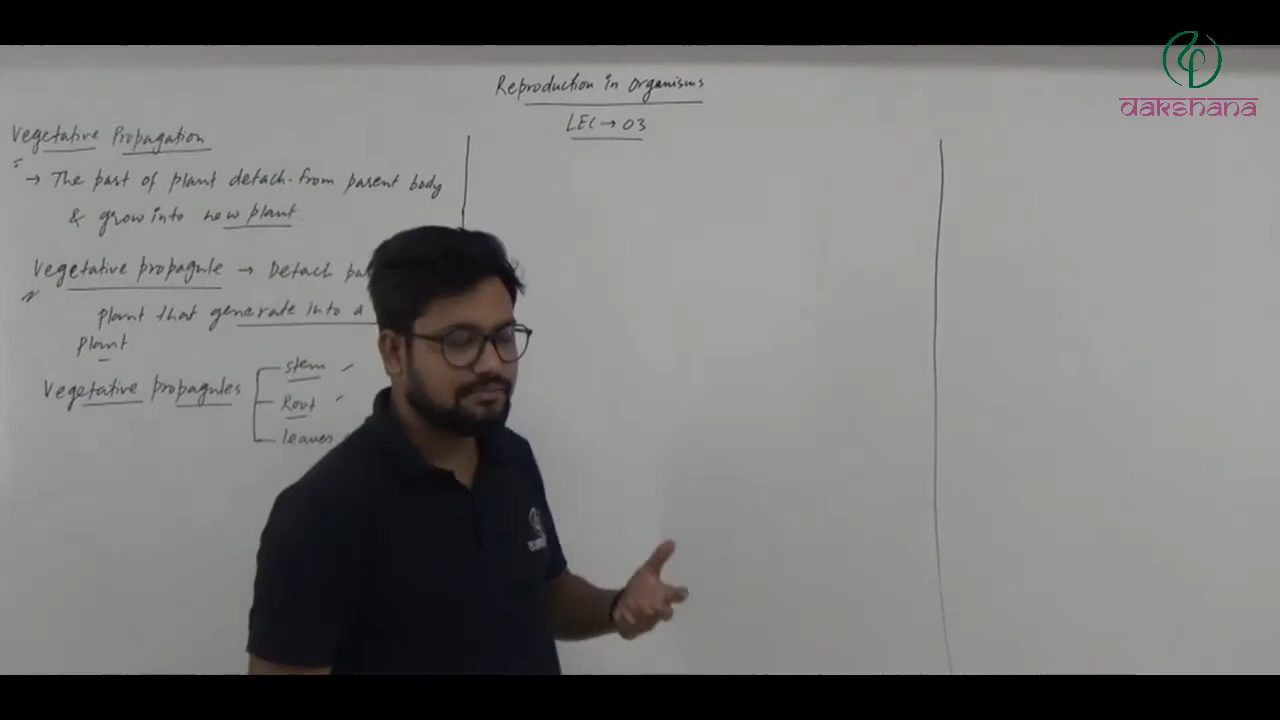 dakshana
Reproduction in Organisms
LEC → 03
Vegetative Propagation
→ The part of plant detach from parent body
& grow into new plant.
Vegetative propagule → Detach
plant that generate into a
plant
Vegetative propagules
stem
Root
leaves